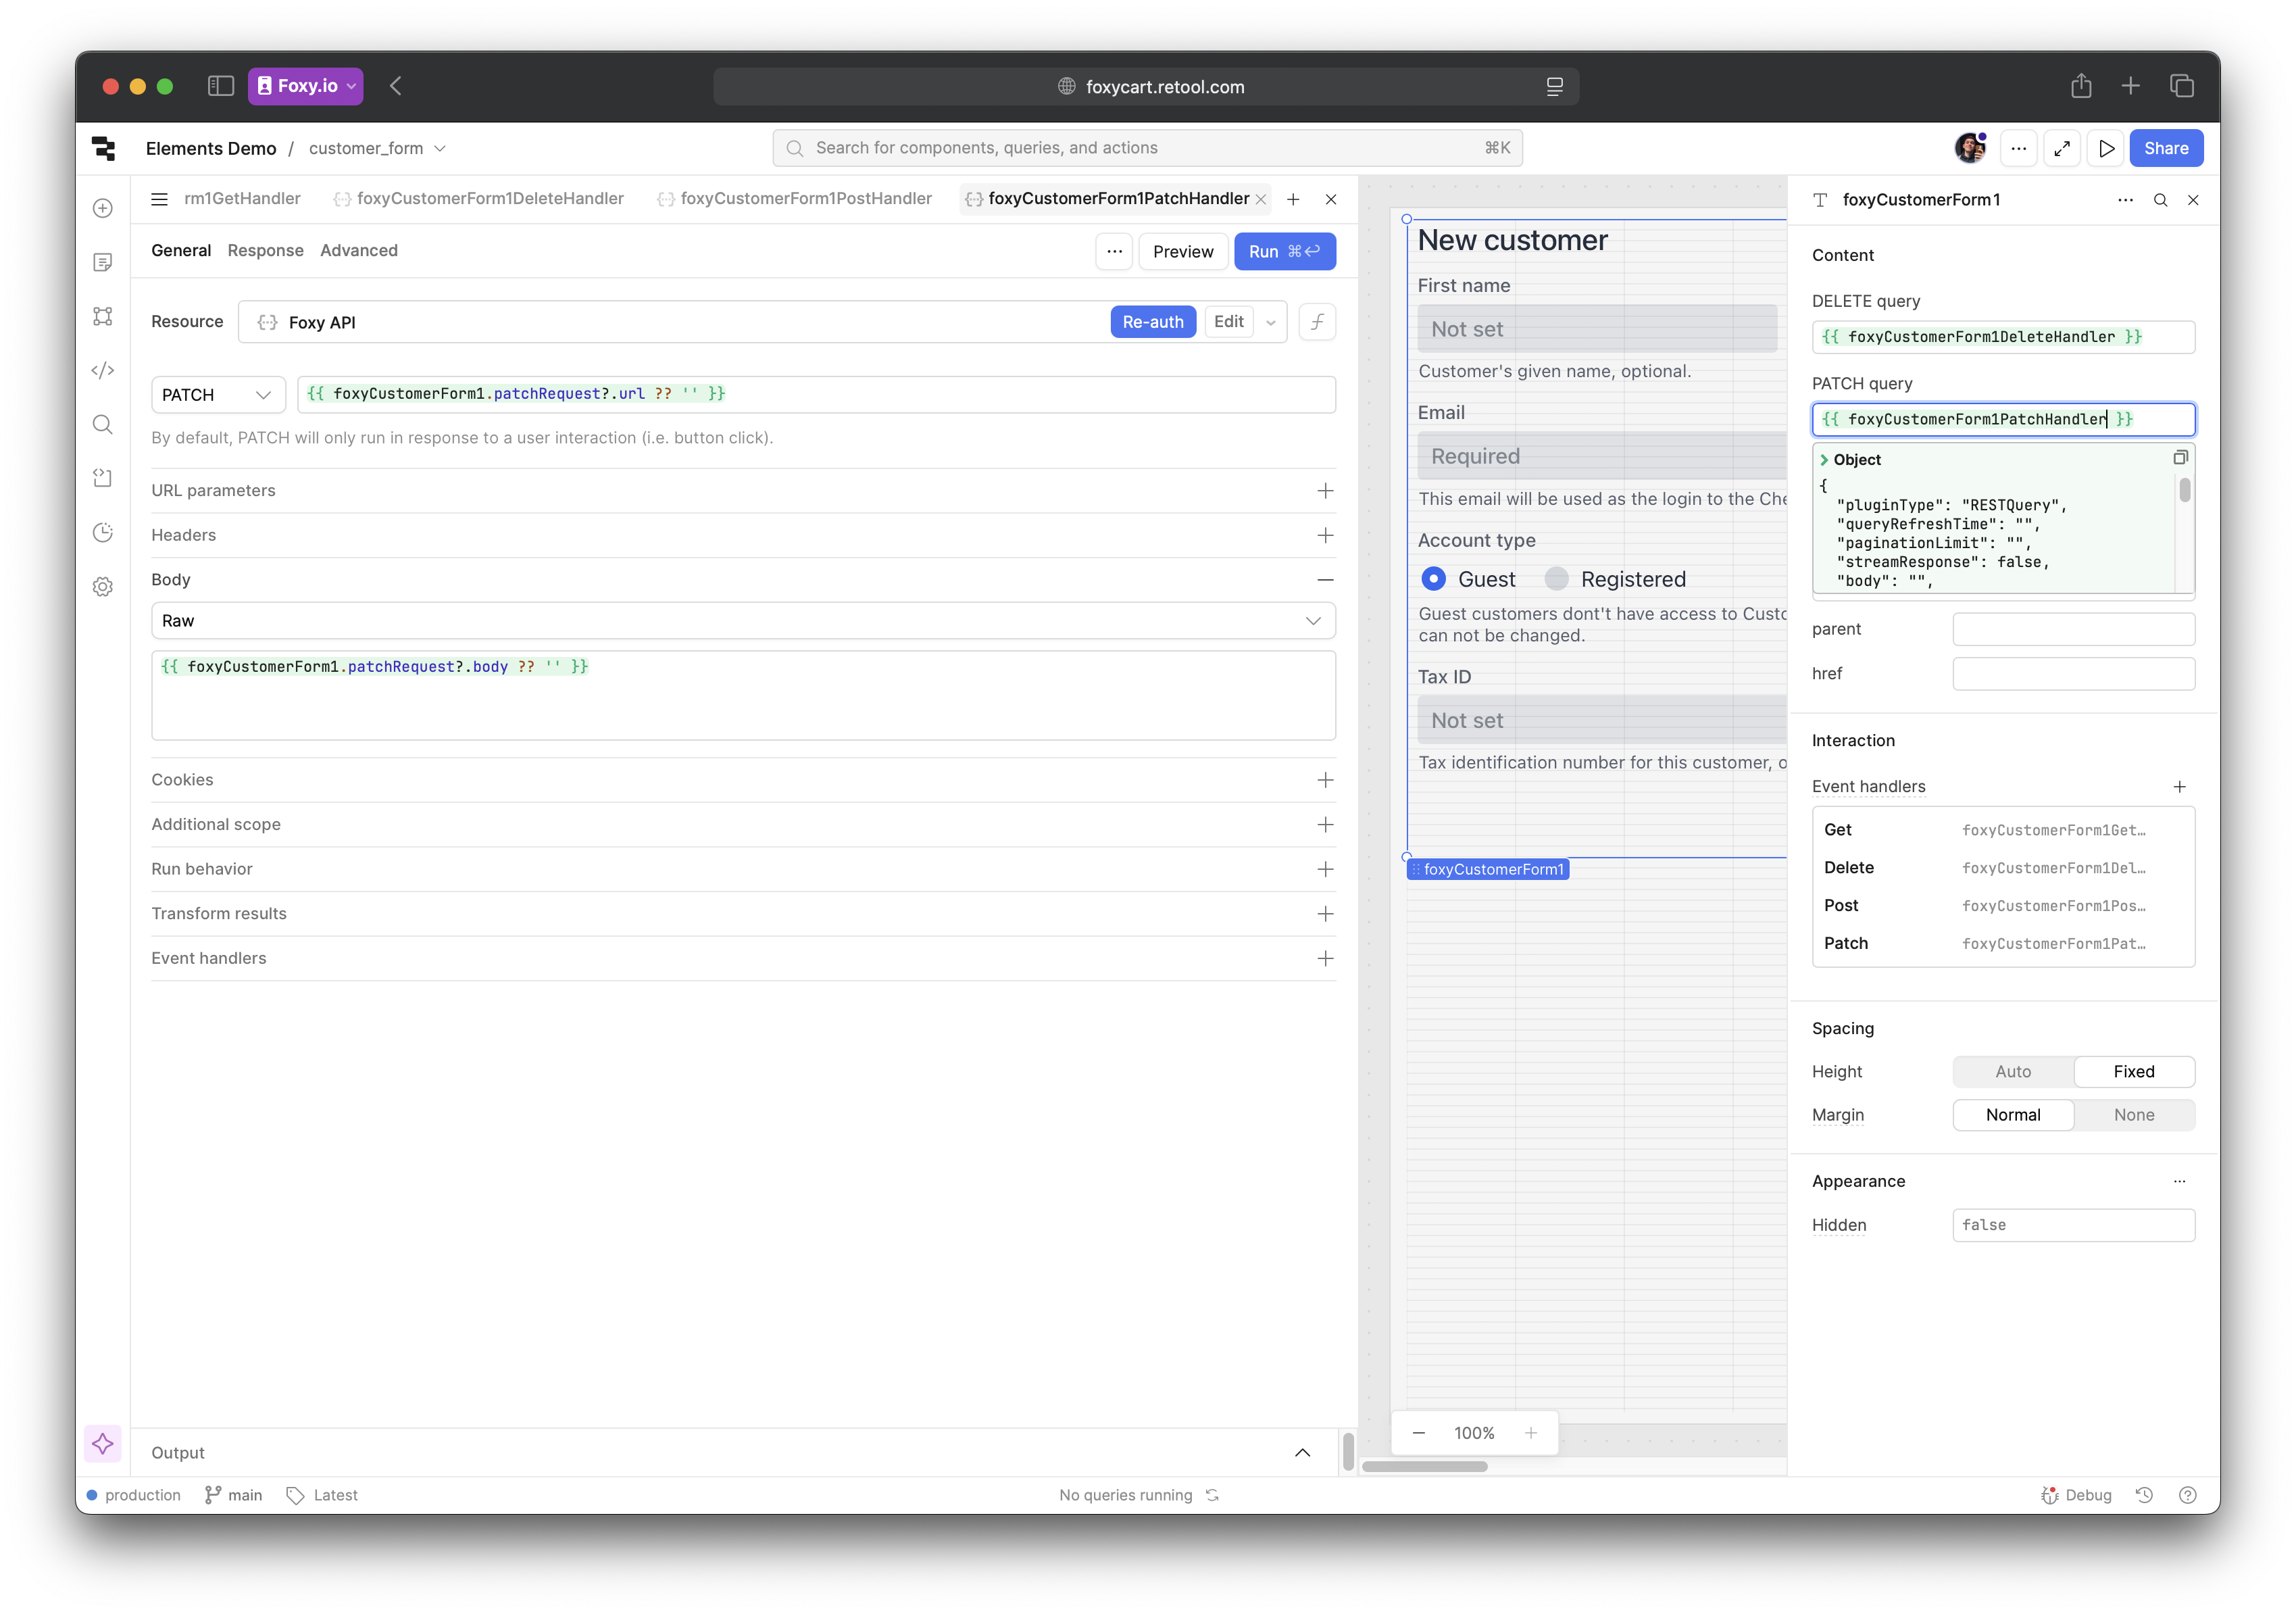 Foxy.io
foxycart.retool.com
Elements Demo / customer_form
Search for components, queries, and actions ⌘K
Share
rm1GetHandler
foxyCustomerForm1DeleteHandler
foxyCustomerForm1PostHandler
foxyCustomerForm1PatchHandler
General Response Advanced
Preview
Run ⌘↩
Resource
Foxy API
Re-auth
Edit
PATCH
{{ foxyCustomerForm1.patchRequest?.url ?? '' }}
By default, PATCH will only run in response to a user interaction (i.e. button click).
URL parameters
Headers
Body
Raw
{{ foxyCustomerForm1.patchRequest?.body ?? '' }}
Cookies
Additional scope
Run behavior
Transform results
Event handlers
Output
New customer
First name
Not set
Customer's given name, optional.
Email
Required
This email will be used as the login to the Che
Account type
Guest
Registered
Guest customers dont't have access to Custo
can not be changed.
Tax ID
Not set
Tax identification number for this customer, o
foxyCustomerForm1
100%
foxyCustomerForm1
Content
DELETE query
{{ foxyCustomerForm1DeleteHandler }}
PATCH query
{{ foxyCustomerForm1PatchHandler }}
Object
{
"pluginType": "RESTQuery",
"queryRefreshTime": "",
"paginationLimit": "",
"streamResponse": false,
"body": "",
parent
href
Interaction
Event handlers
Get foxyCustomerForm1Get…
Delete foxyCustomerForm1Del…
Post foxyCustomerForm1Pos…
Patch foxyCustomerForm1Pat…
Spacing
Height Auto Fixed
Margin Normal None
Appearance
Hidden false
production
main
Latest
No queries running
Debug